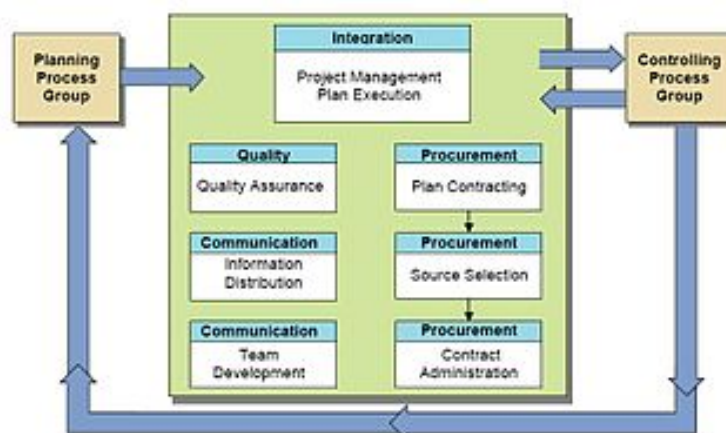 Integration
Project Management
Plan Execution
Planning
Process
Group
Controlling
Process
Group
Quality
Quality Assurance
Procurement
Plan Contracting
Communication
Information
Distribution
Procurement
Source Selection
Communication
Team
Development
Procurement
Contract
Administration